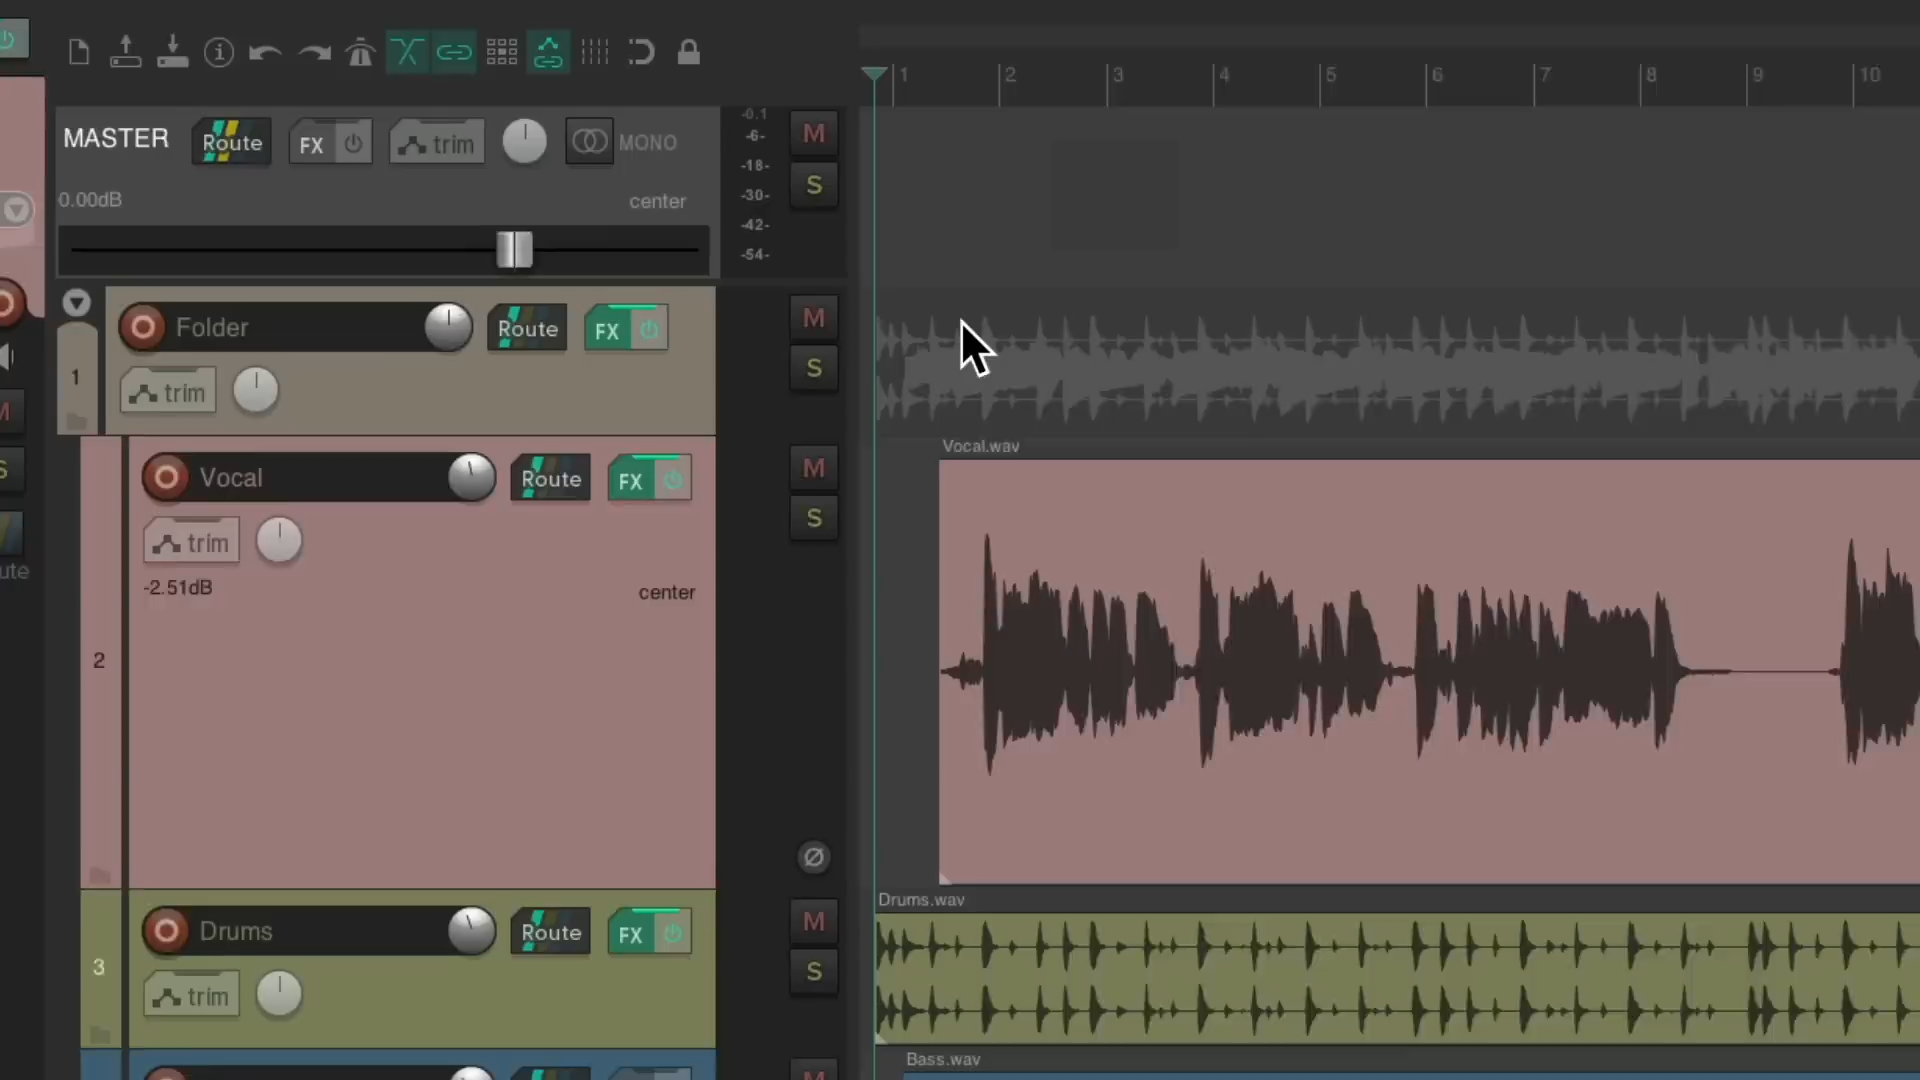 1 2 3 4 5 6 7 8 9 10
MASTER Route FX trim MONO
0.00dB center
-0.1
-6-
-18-
-30-
-42-
-54-
M
S
1
Folder Route FX
trim
M
S
Vocal.wav
2
Vocal Route FX
trim
-2.51dB center
M
S
Drums.wav
3
Drums Route FX
trim
M
S
Bass.wav
M
M
S
ute